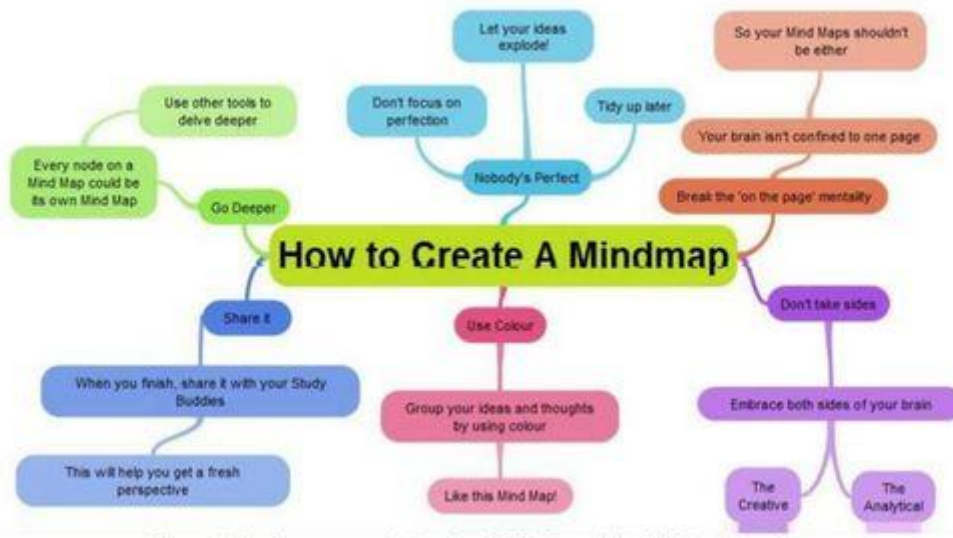 Let your ideas
explode!
So your Mind Maps shouldn't
be either
Use other tools to
delve deeper
Don't focus on
perfection
Tidy up later
Your brain isn't confined to one page
Every node on a
Mind Map could be
its own Mind Map
Nobody's Perfect
Break the 'on the page' mentality
Go Deeper
How to Create A Mindmap
Share it
Use Colour
Don't take sides
When you finish, share it with your Study
Buddies
Group your ideas and thoughts
by using colour
Embrace both sides of your brain
This will help you get a fresh
perspective
Like this Mind Map!
The
Creative
The
Analytical